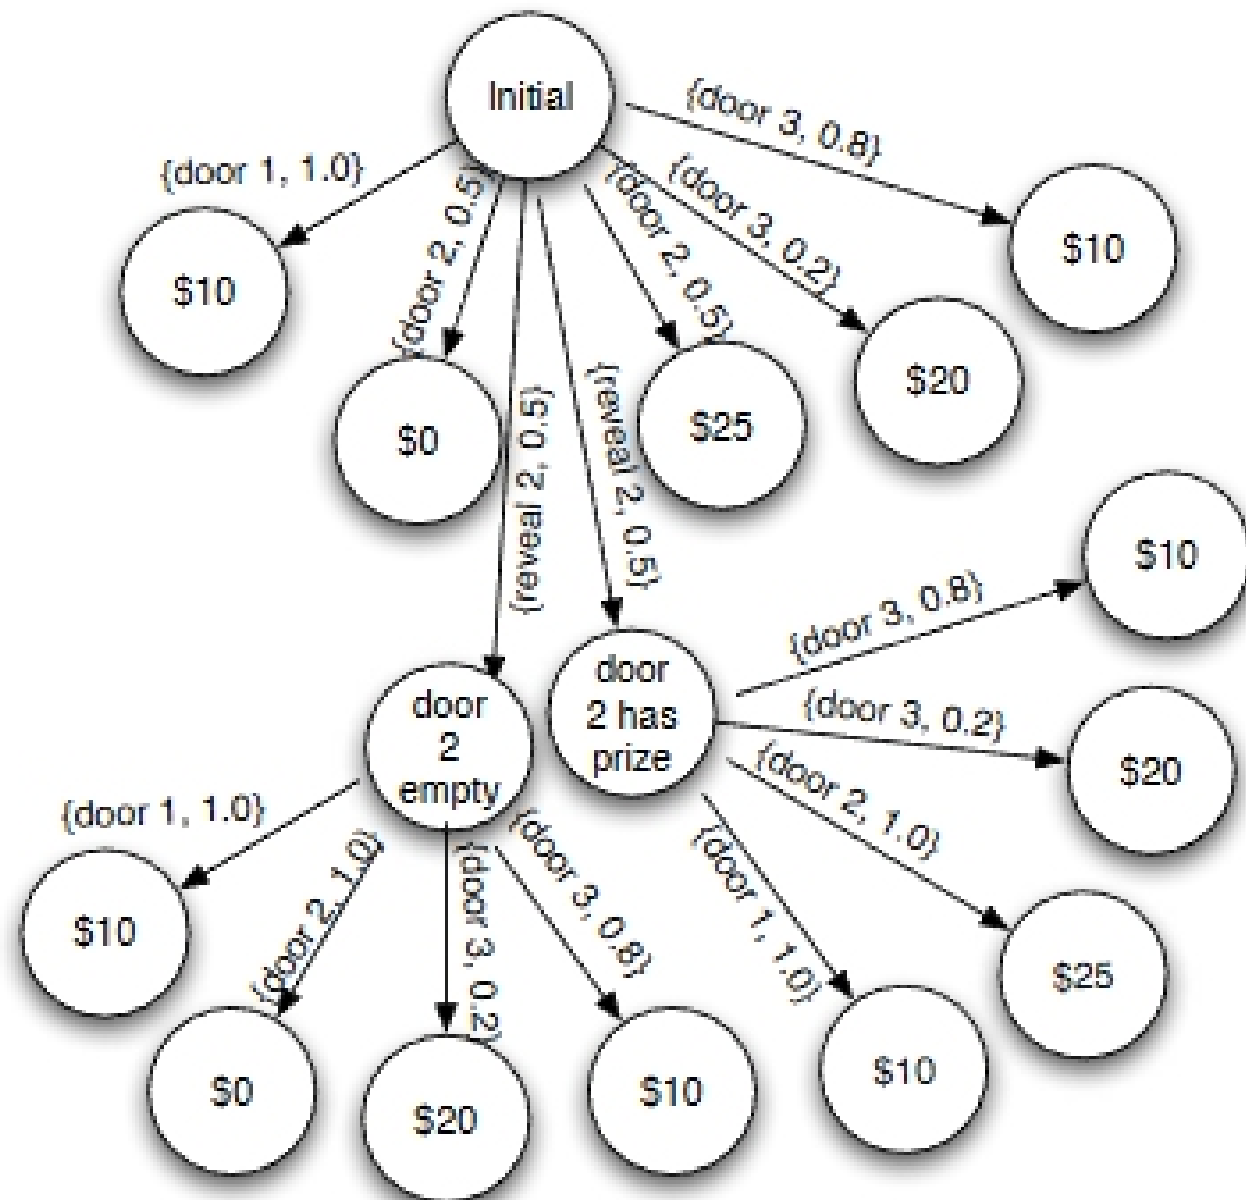 Initial
{door 3, 0.8}
{door 1, 1.0}
{door 2, 0.5}
{door 2, 0.5}
{door 3, 0.2}
$10
$10
$20
$0
$25
{reveal 2, 0.5}
{reveal 2, 0.5}
$10
{door 3, 0.8}
door
2 has
prize
door
2
empty
{door 3, 0.2}
$20
{door 2, 1.0}
{door 1, 1.0}
{door 1, 1.0}
{door 2, 1.0}
{door 3, 0.2}
{door 3, 0.8}
$10
$25
$0
$20
$10
$10